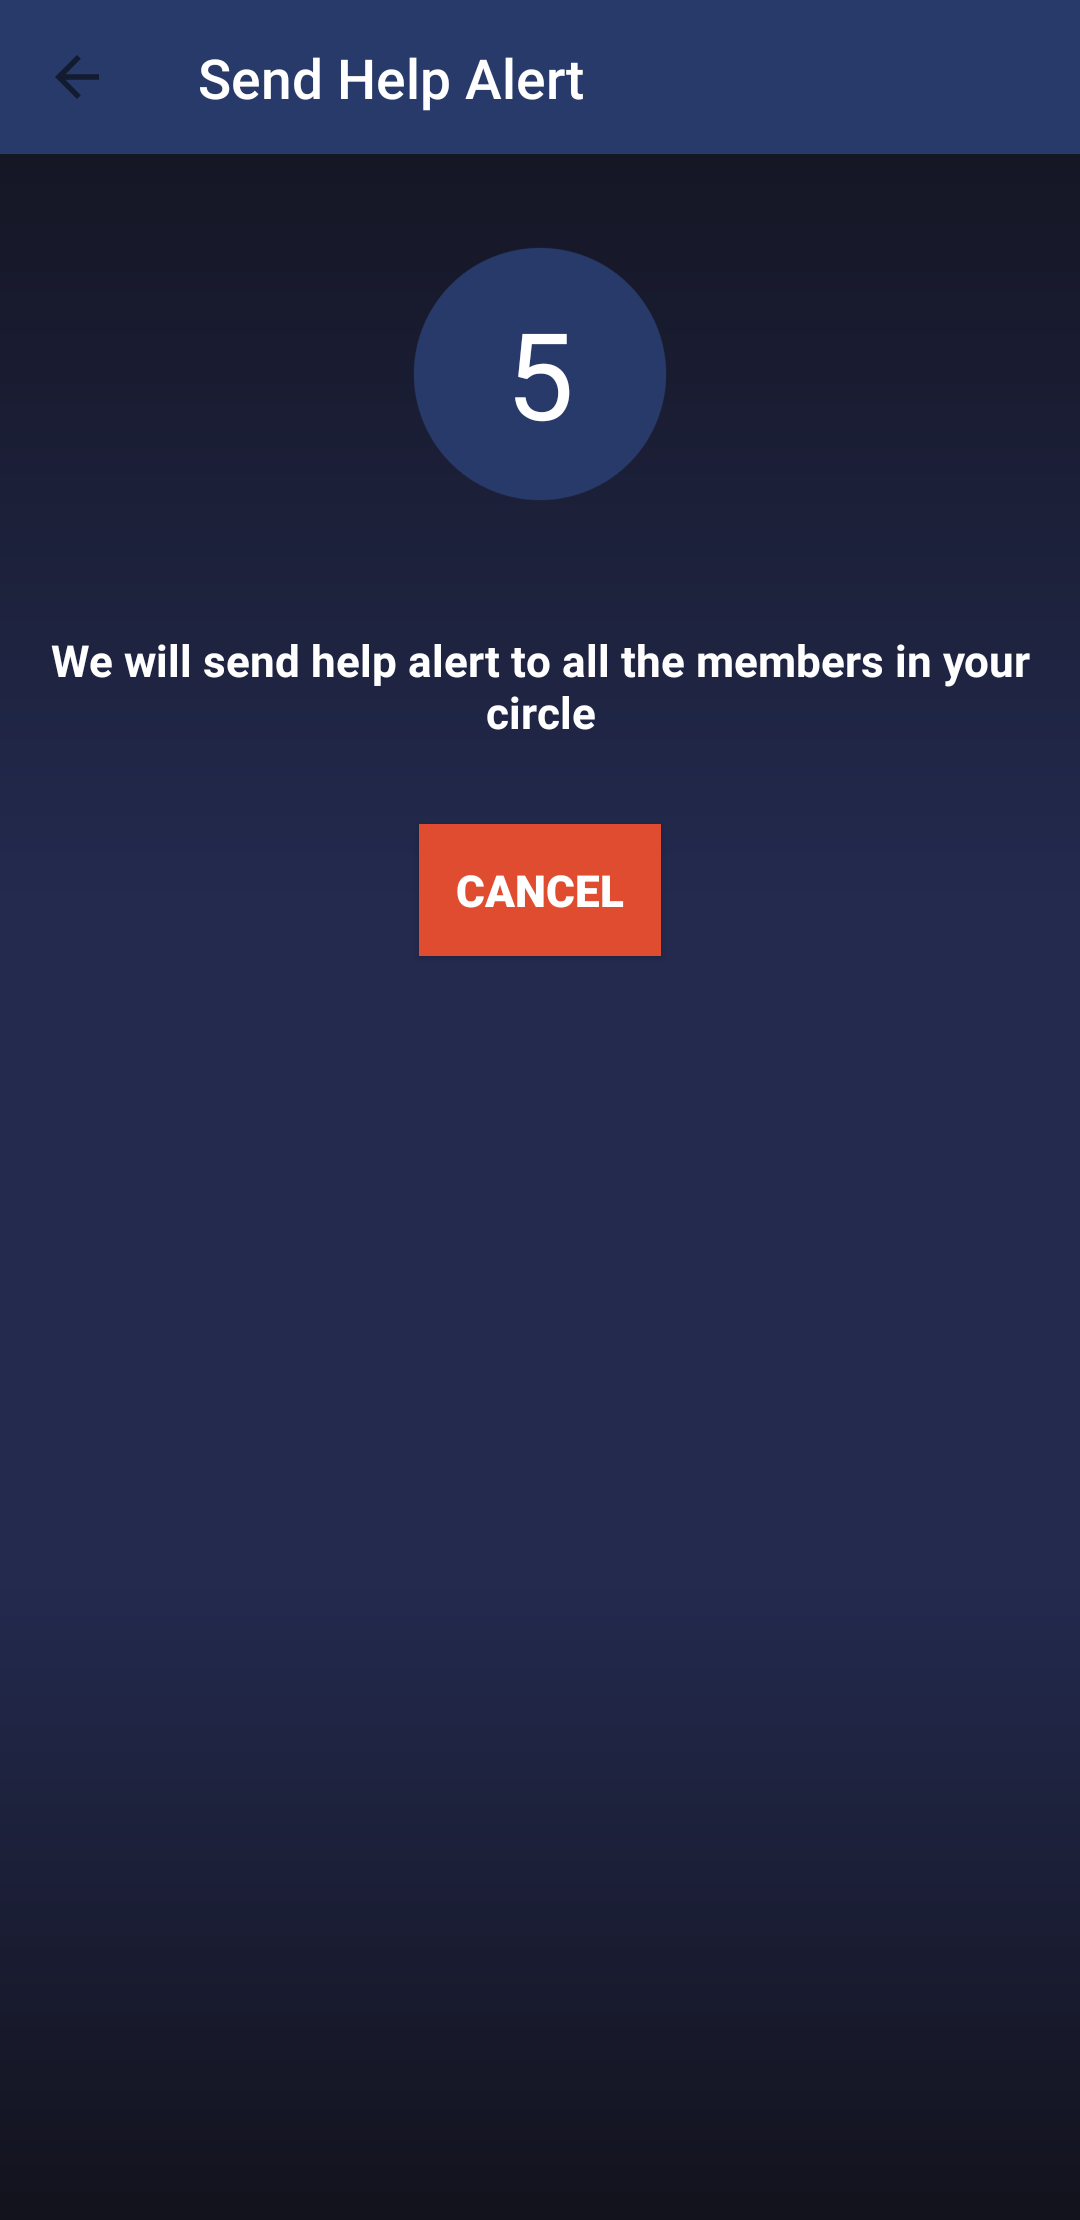 Send Help Alert
5
We will send help alert to all the members in your
circle
CANCEL